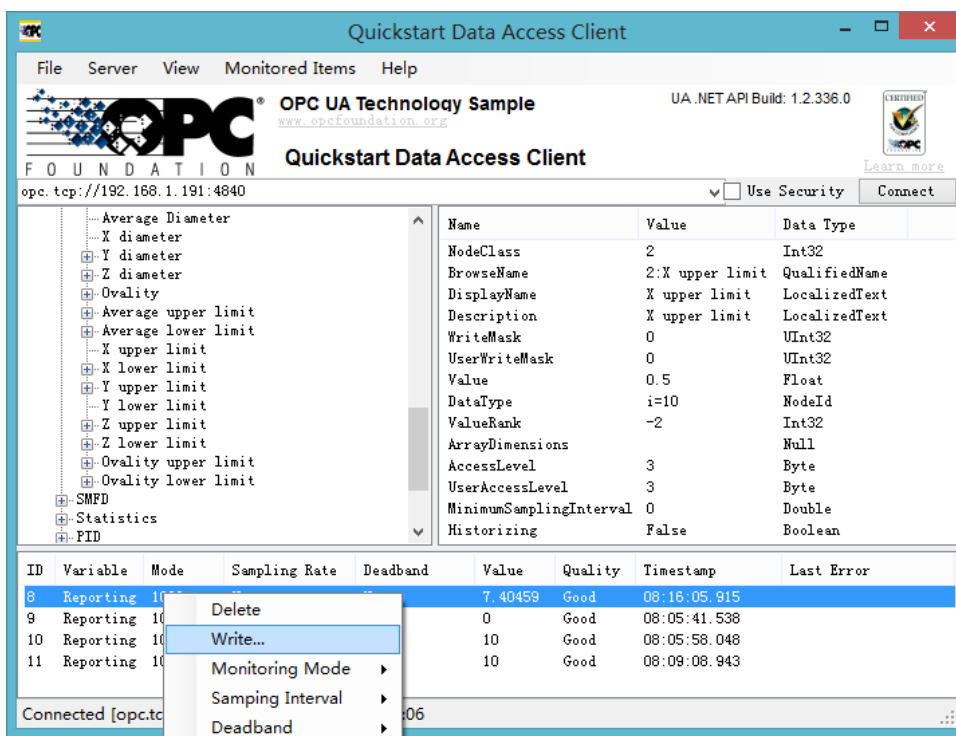 Quickstart Data Access Client
File Server View Monitored Items Help
OPC
FOUNDATION
OPC UA Technology Sample
www.opcfoundation.org
Quickstart Data Access Client
UA .NET API Build: 1.2.336.0
CERTIFIED
OPC
Learn more
opc.tcp://192.168.1.191:4840 Use Security Connect
Average Diameter
X diameter
Y diameter
Z diameter
Ovality
Average upper limit
Average lower limit
X upper limit
X lower limit
Y upper limit
Y lower limit
Z upper limit
Z lower limit
Ovality upper limit
Ovality lower limit
SMFD
Statistics
PID
Name Value Data Type
NodeClass 2 Int32
BrowseName 2:X upper limit QualifiedName
DisplayName X upper limit LocalizedText
Description X upper limit LocalizedText
WriteMask 0 UInt32
UserWriteMask 0 UInt32
Value 0.5 Float
DataType i=10 NodeId
ValueRank -2 Int32
ArrayDimensions Null
AccessLevel 3 Byte
UserAccessLevel 3 Byte
MinimumSamplingInterval 0 Double
Historizing False Boolean
ID Variable Mode Sampling Rate Deadband Value Quality Timestamp Last Error
8 Reporting 7.40459 Good 08:16:05.915
9 Reporting 10 0 Good 08:05:41.538
10 Reporting 10 10 Good 08:05:58.048
11 Reporting 10 10 Good 08:09:08.943
Delete
Write...
Monitoring Mode
Samping Interval
Deadband
Connected [opc.tc :06